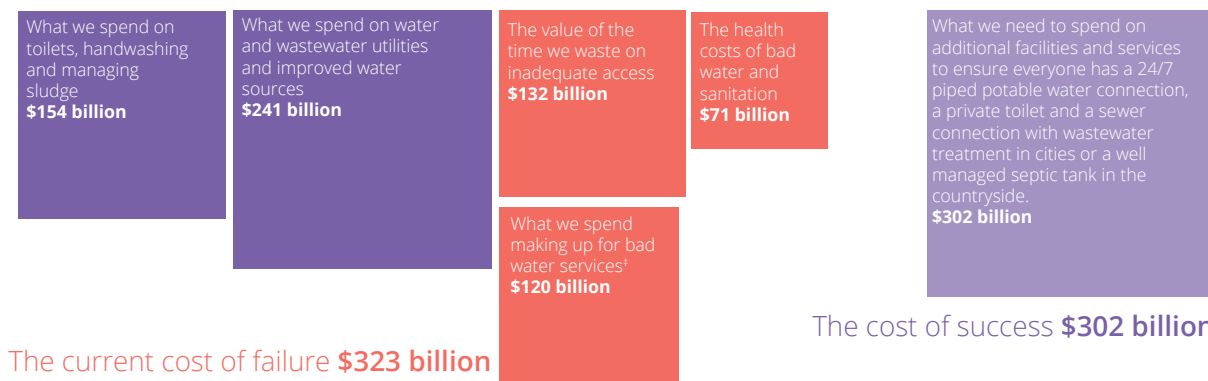 What we spend on
toilets, handwashing
and managing
sludge
$154 billion
What we spend on water
and wastewater utilities
and improved water
sources
$241 billion
The value of the
time we waste on
inadequate access
$132 billion
The health
costs of bad
water and
sanitation
$71 billion
What we need to spend on
additional facilities and services
to ensure everyone has a 24/7
piped potable water connection,
a private toilet and a sewer
connection with wastewater
treatment in cities or a well
managed septic tank in the
countryside.
$302 billion
What we spend
making up for bad
water services‡
$120 billion
The cost of success $302 billion
The current cost of failure $323 billion